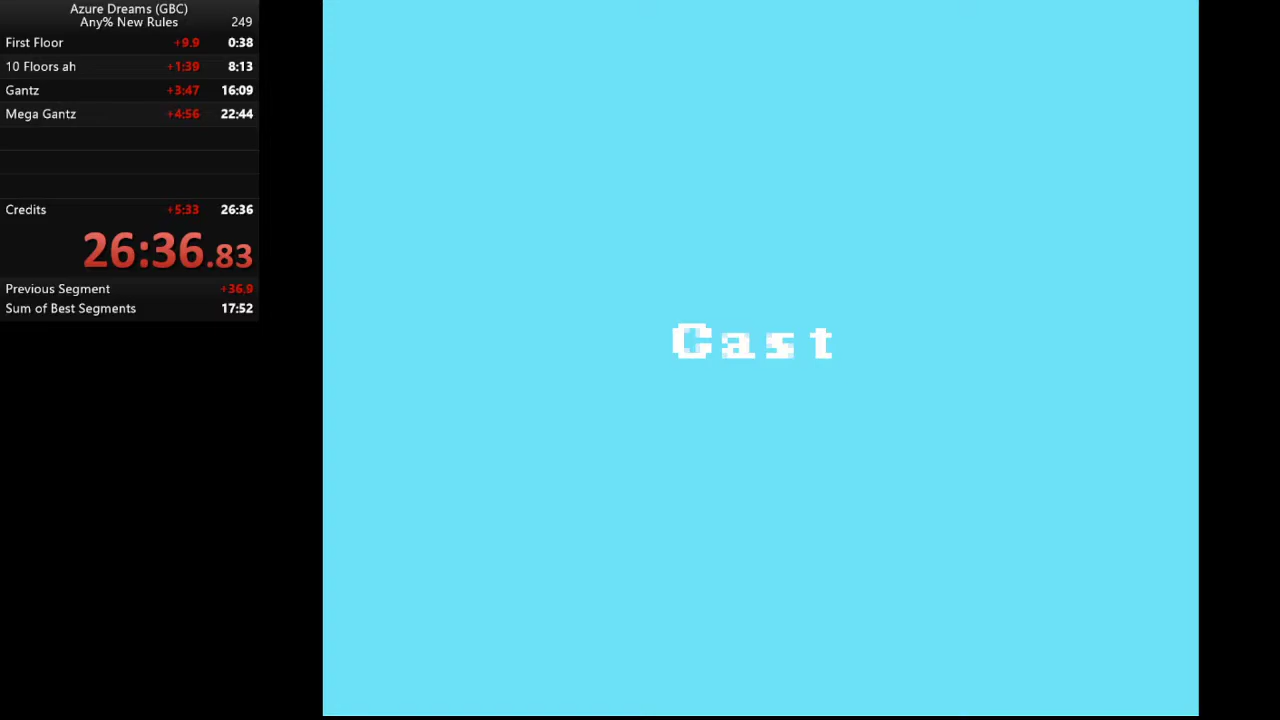 Azure Dreams (GBC)
Any% New Rules 249
First Floor +9.9 0:38
10 Floors ah +1:39 8:13
Gantz +3:47 16:09
Mega Gantz +4:56 22:44
Credits +5:33 26:36
26:36.83
Previous Segment +36.9
Sum of Best Segments 17:52
Cast